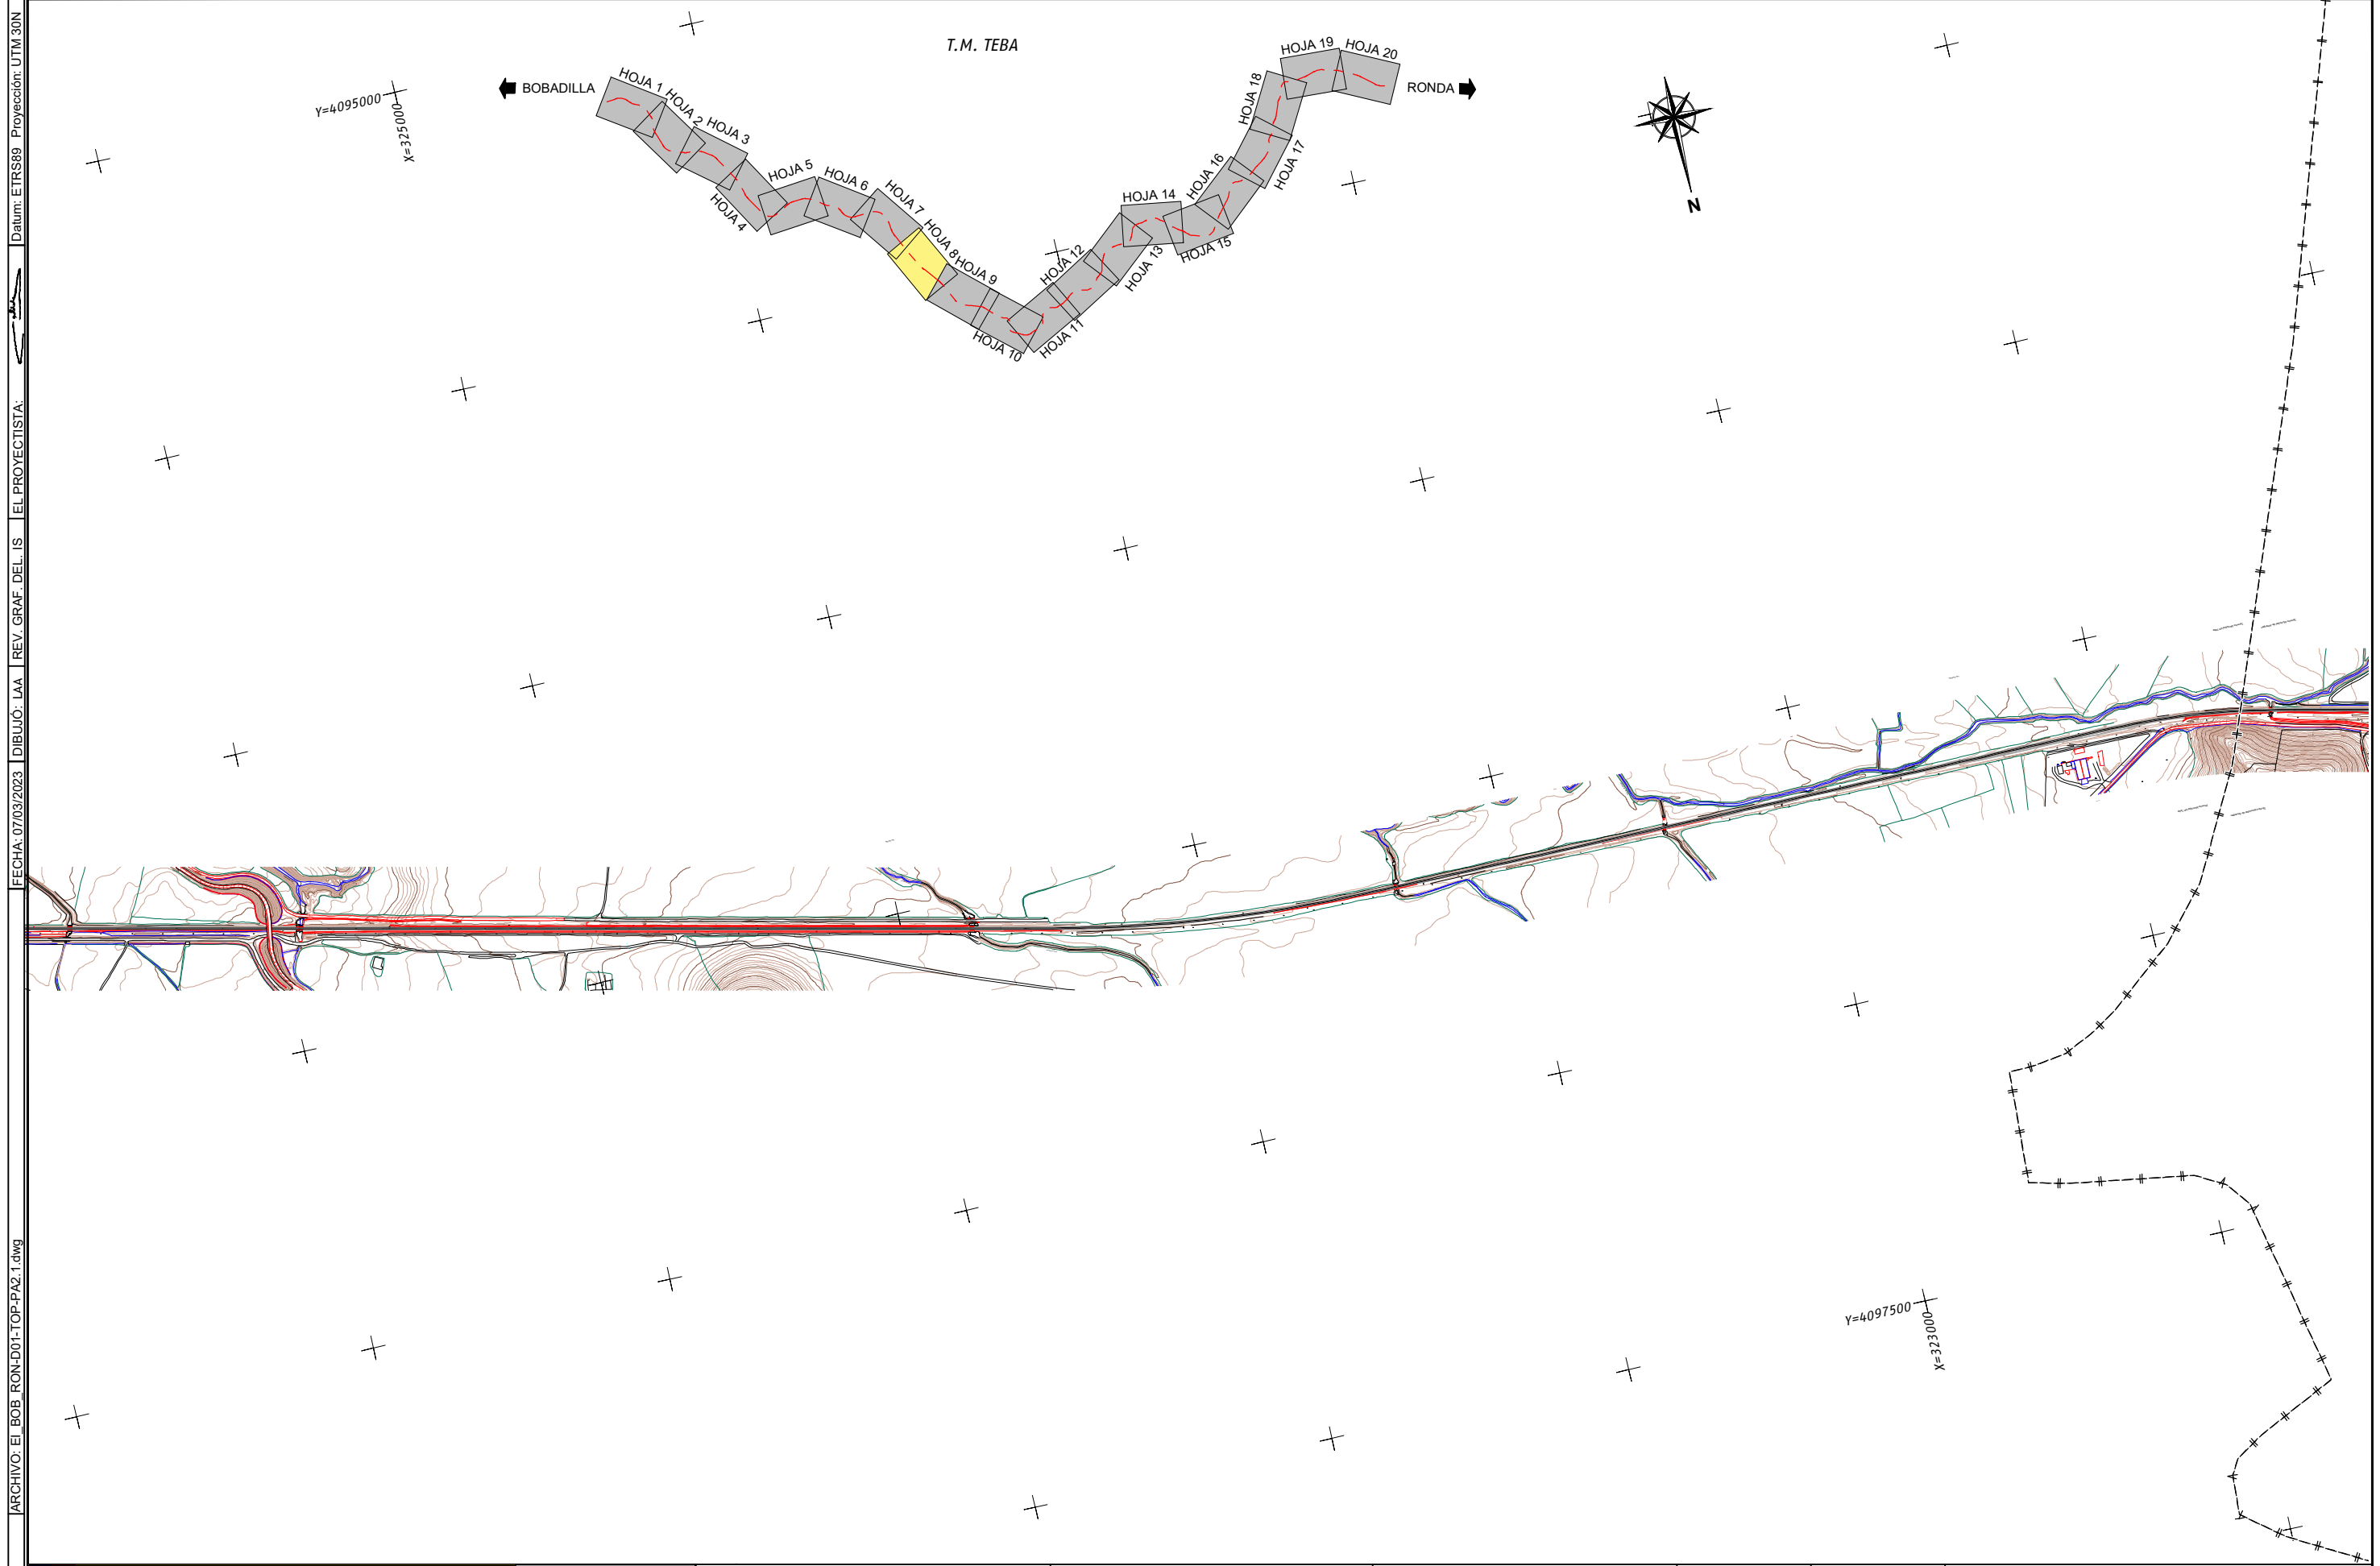 T.M. TEBA
BOBADILLA
RONDA
HOJA 1
HOJA 2
HOJA 3
HOJA 4
HOJA 5
HOJA 6
HOJA 7
HOJA 8
HOJA 9
HOJA 10
HOJA 11
HOJA 12
HOJA 13
HOJA 14
HOJA 15
HOJA 16
HOJA 17
HOJA 18
HOJA 19
HOJA 20
Y=4095000
X=325000
N
Y=4097500
X=323000
ARCHIVO: EI_BOB_RON-D01-TOP-PA2.1.dwg
FECHA: 07/03/2023
DIBUJÓ: LAA
REV. GRAF. DEL. IS
EL PROYECTISTA:
Datum: ETRS89 Proyección: UTM 30N